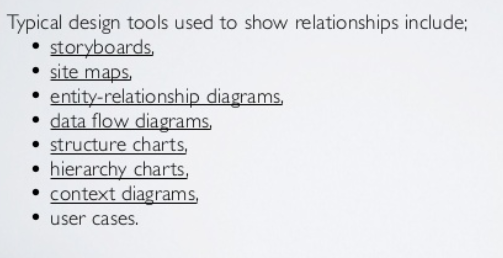 Typical design tools used to show relationships include;
• storyboards,
• site maps,
• entity-relationship diagrams,
• data flow diagrams,
• structure charts,
• hierarchy charts,
• context diagrams,
• user cases.